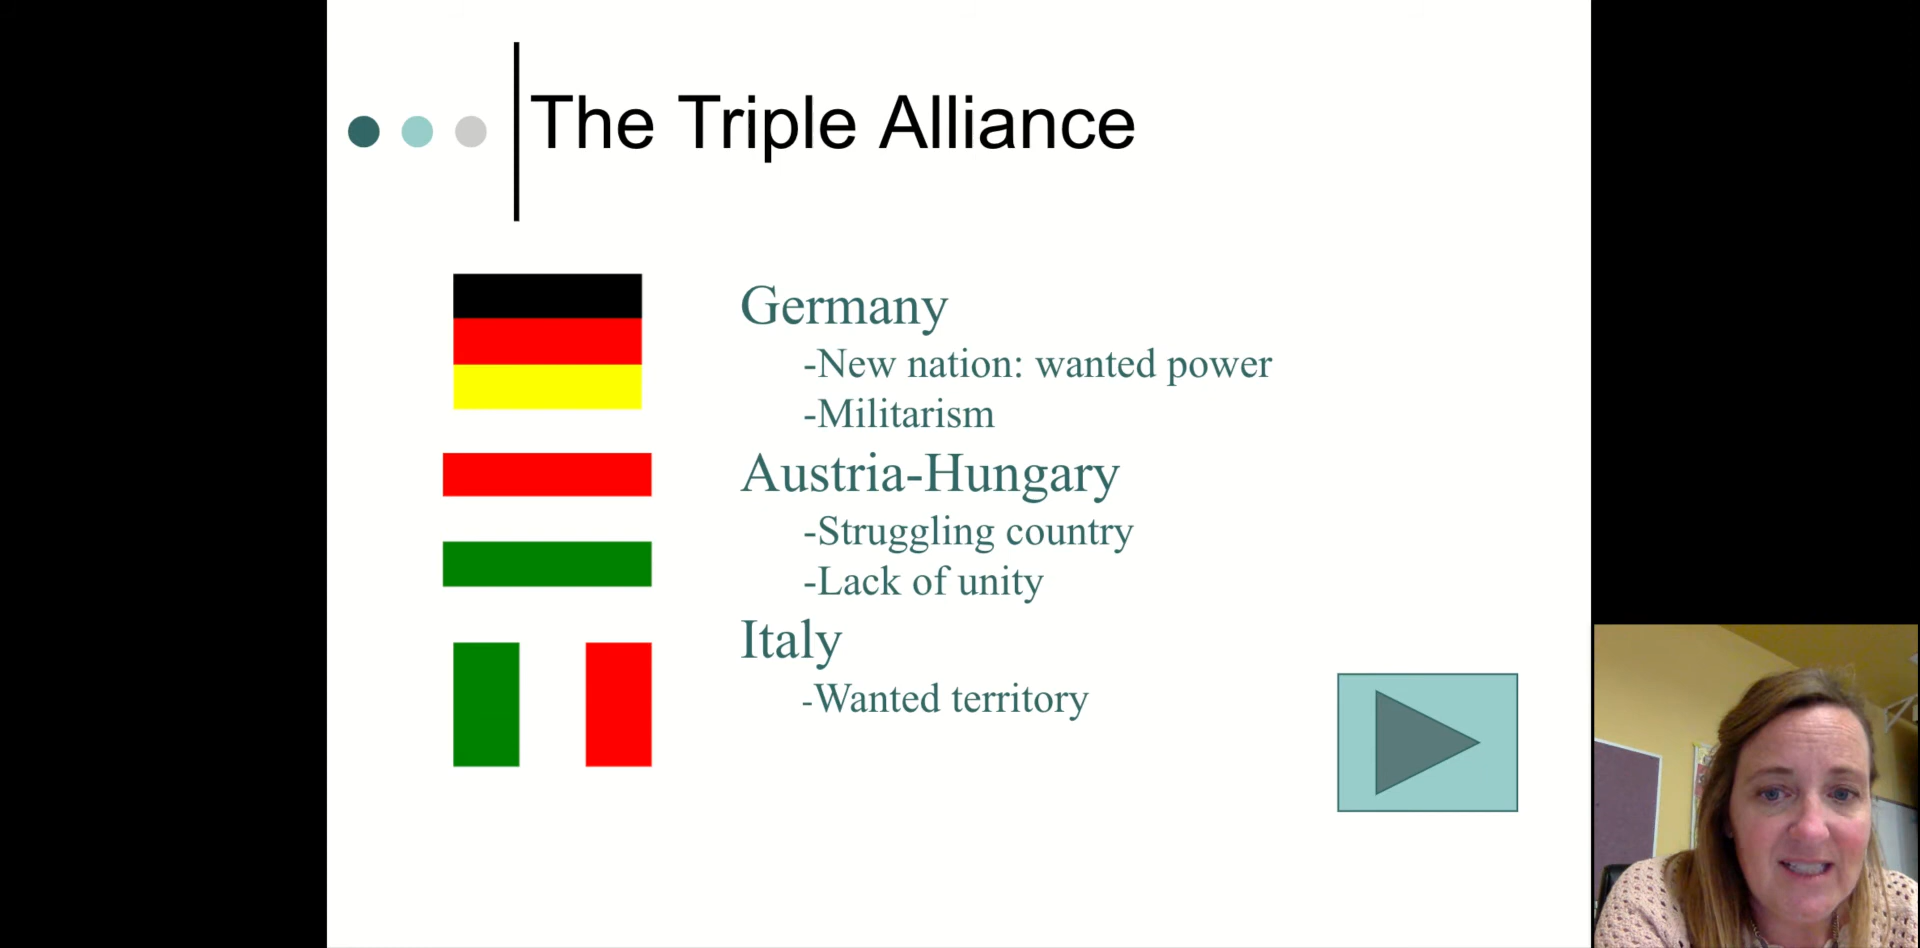 The Triple Alliance
Germany
-New nation: wanted power
-Militarism
Austria-Hungary
-Struggling country
-Lack of unity
Italy
-Wanted territory